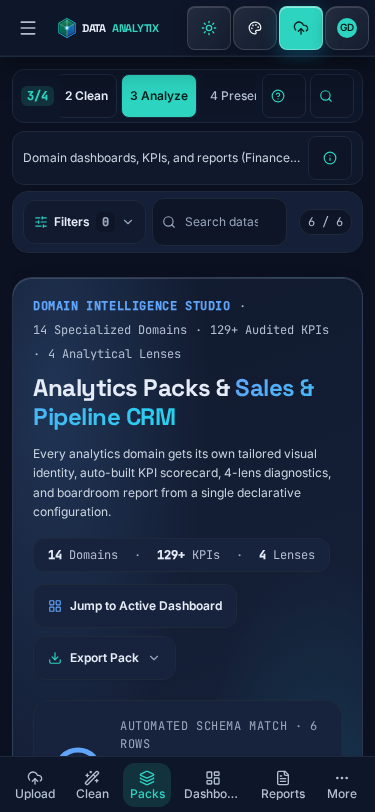 DATA ANALYTIX
GD
3/4 2 Clean 3 Analyze 4 Presen
Domain dashboards, KPIs, and reports (Finance...
Filters 0 Search datas 6 / 6
DOMAIN INTELLIGENCE STUDIO ·
14 Specialized Domains · 129+ Audited KPIs
· 4 Analytical Lenses
Analytics Packs & Sales &
Pipeline CRM
Every analytics domain gets its own tailored visual
identity, auto-built KPI scorecard, 4-lens diagnostics,
and boardroom report from a single declarative
configuration.
14 Domains · 129+ KPIs · 4 Lenses
Jump to Active Dashboard
Export Pack
AUTOMATED SCHEMA MATCH · 6
ROWS
Upload Clean Packs Dashbo... Reports More